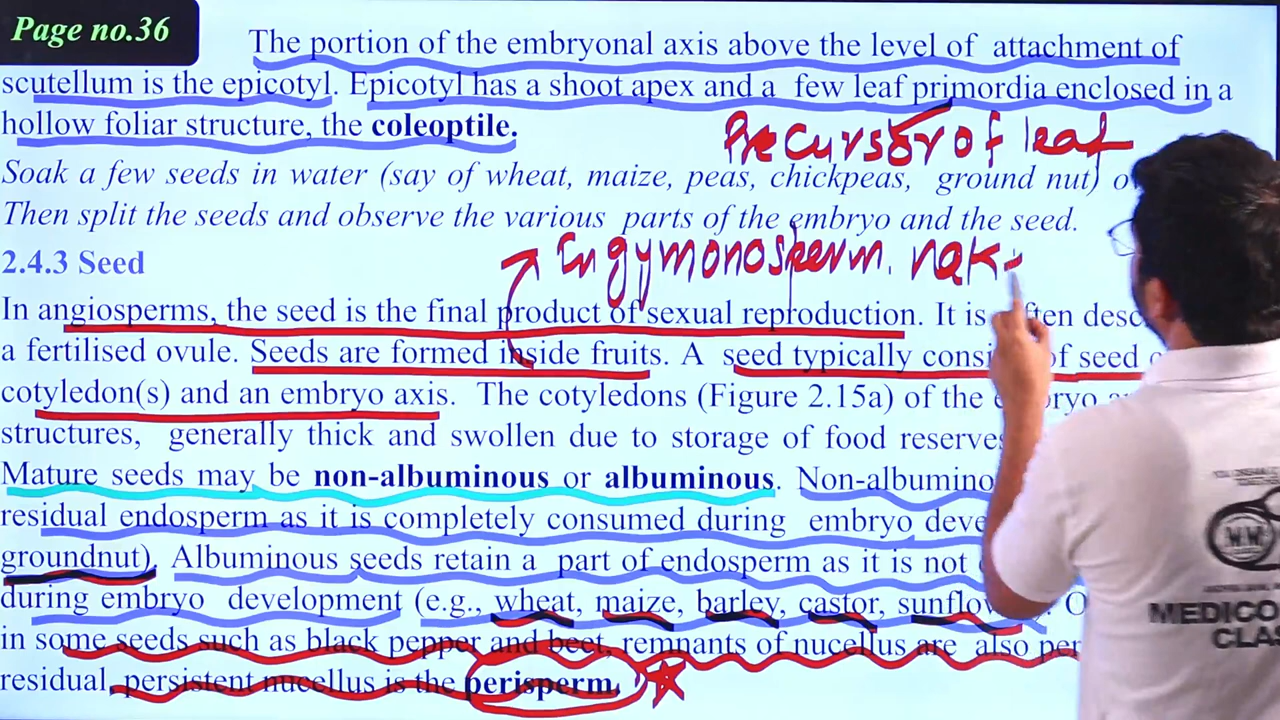 Page no.36
The portion of the embryonal axis above the level of attachment of
scutellum is the epicotyl. Epicotyl has a shoot apex and a few leaf primordia enclosed in a
hollow foliar structure, the coleoptile.
Precursor of leaf
Soak a few seeds in water (say of wheat, maize, peas, chickpeas, ground nut)
Then split the seeds and observe the various parts of the embryo and the seed.
2.4.3 Seed
In gymonosperm. nak
In angiosperms, the seed is the final product of sexual reproduction. It is
a fertilised ovule. Seeds are formed inside fruits. A seed typically of seed
cotyledon(s) and an embryo axis. The cotyledons (Figure 2.15a) of the
structures, generally thick and swollen due to storage of food
Mature seeds may be non-albuminous or albuminous.
residual endosperm as it is completely consumed during embryo
groundnut). Albuminous seeds retain a part of endosperm as it is not
during embryo development (e.g., wheat, maize, barley, castor,
in some seeds such as black pepper and beet, remnants of nucellus are also
residual, persistent nucellus is the perisperm.
MEDICO
CLAS